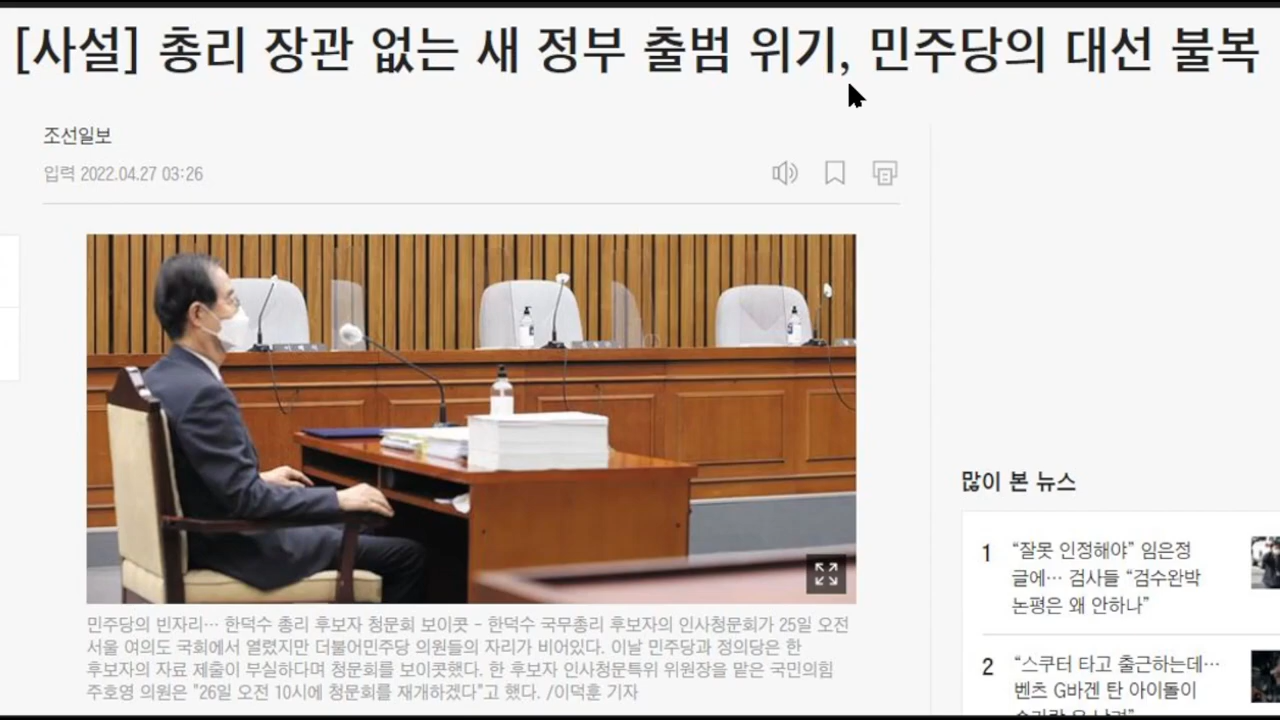 [사설] 총리 장관 없는 새 정부 출범 위기, 민주당의 대선 불복
조선일보
입력 2022.04.27 03:26
민주당의 빈자리… 한덕수 총리 후보자 청문회 보이콧 - 한덕수 국무총리 후보자의 인사청문회가 25일 오전
서울 여의도 국회에서 열렸지만 더불어민주당 의원들의 자리가 비어있다. 이날 민주당과 정의당은 한
후보자의 자료 제출이 부실하다며 청문회를 보이콧했다. 한 후보자 인사청문특위 위원장을 맡은 국민의힘
주호영 의원은 "26일 오전 10시에 청문회를 재개하겠다"고 했다. /이덕훈 기자
많이 본 뉴스
1 “잘못 인정해야” 임은정
글에… 검사들 “검수완박
논평은 왜 안하나”
2 “스쿠터 타고 출근하는데…
벤츠 G바겐 탄 아이돌이